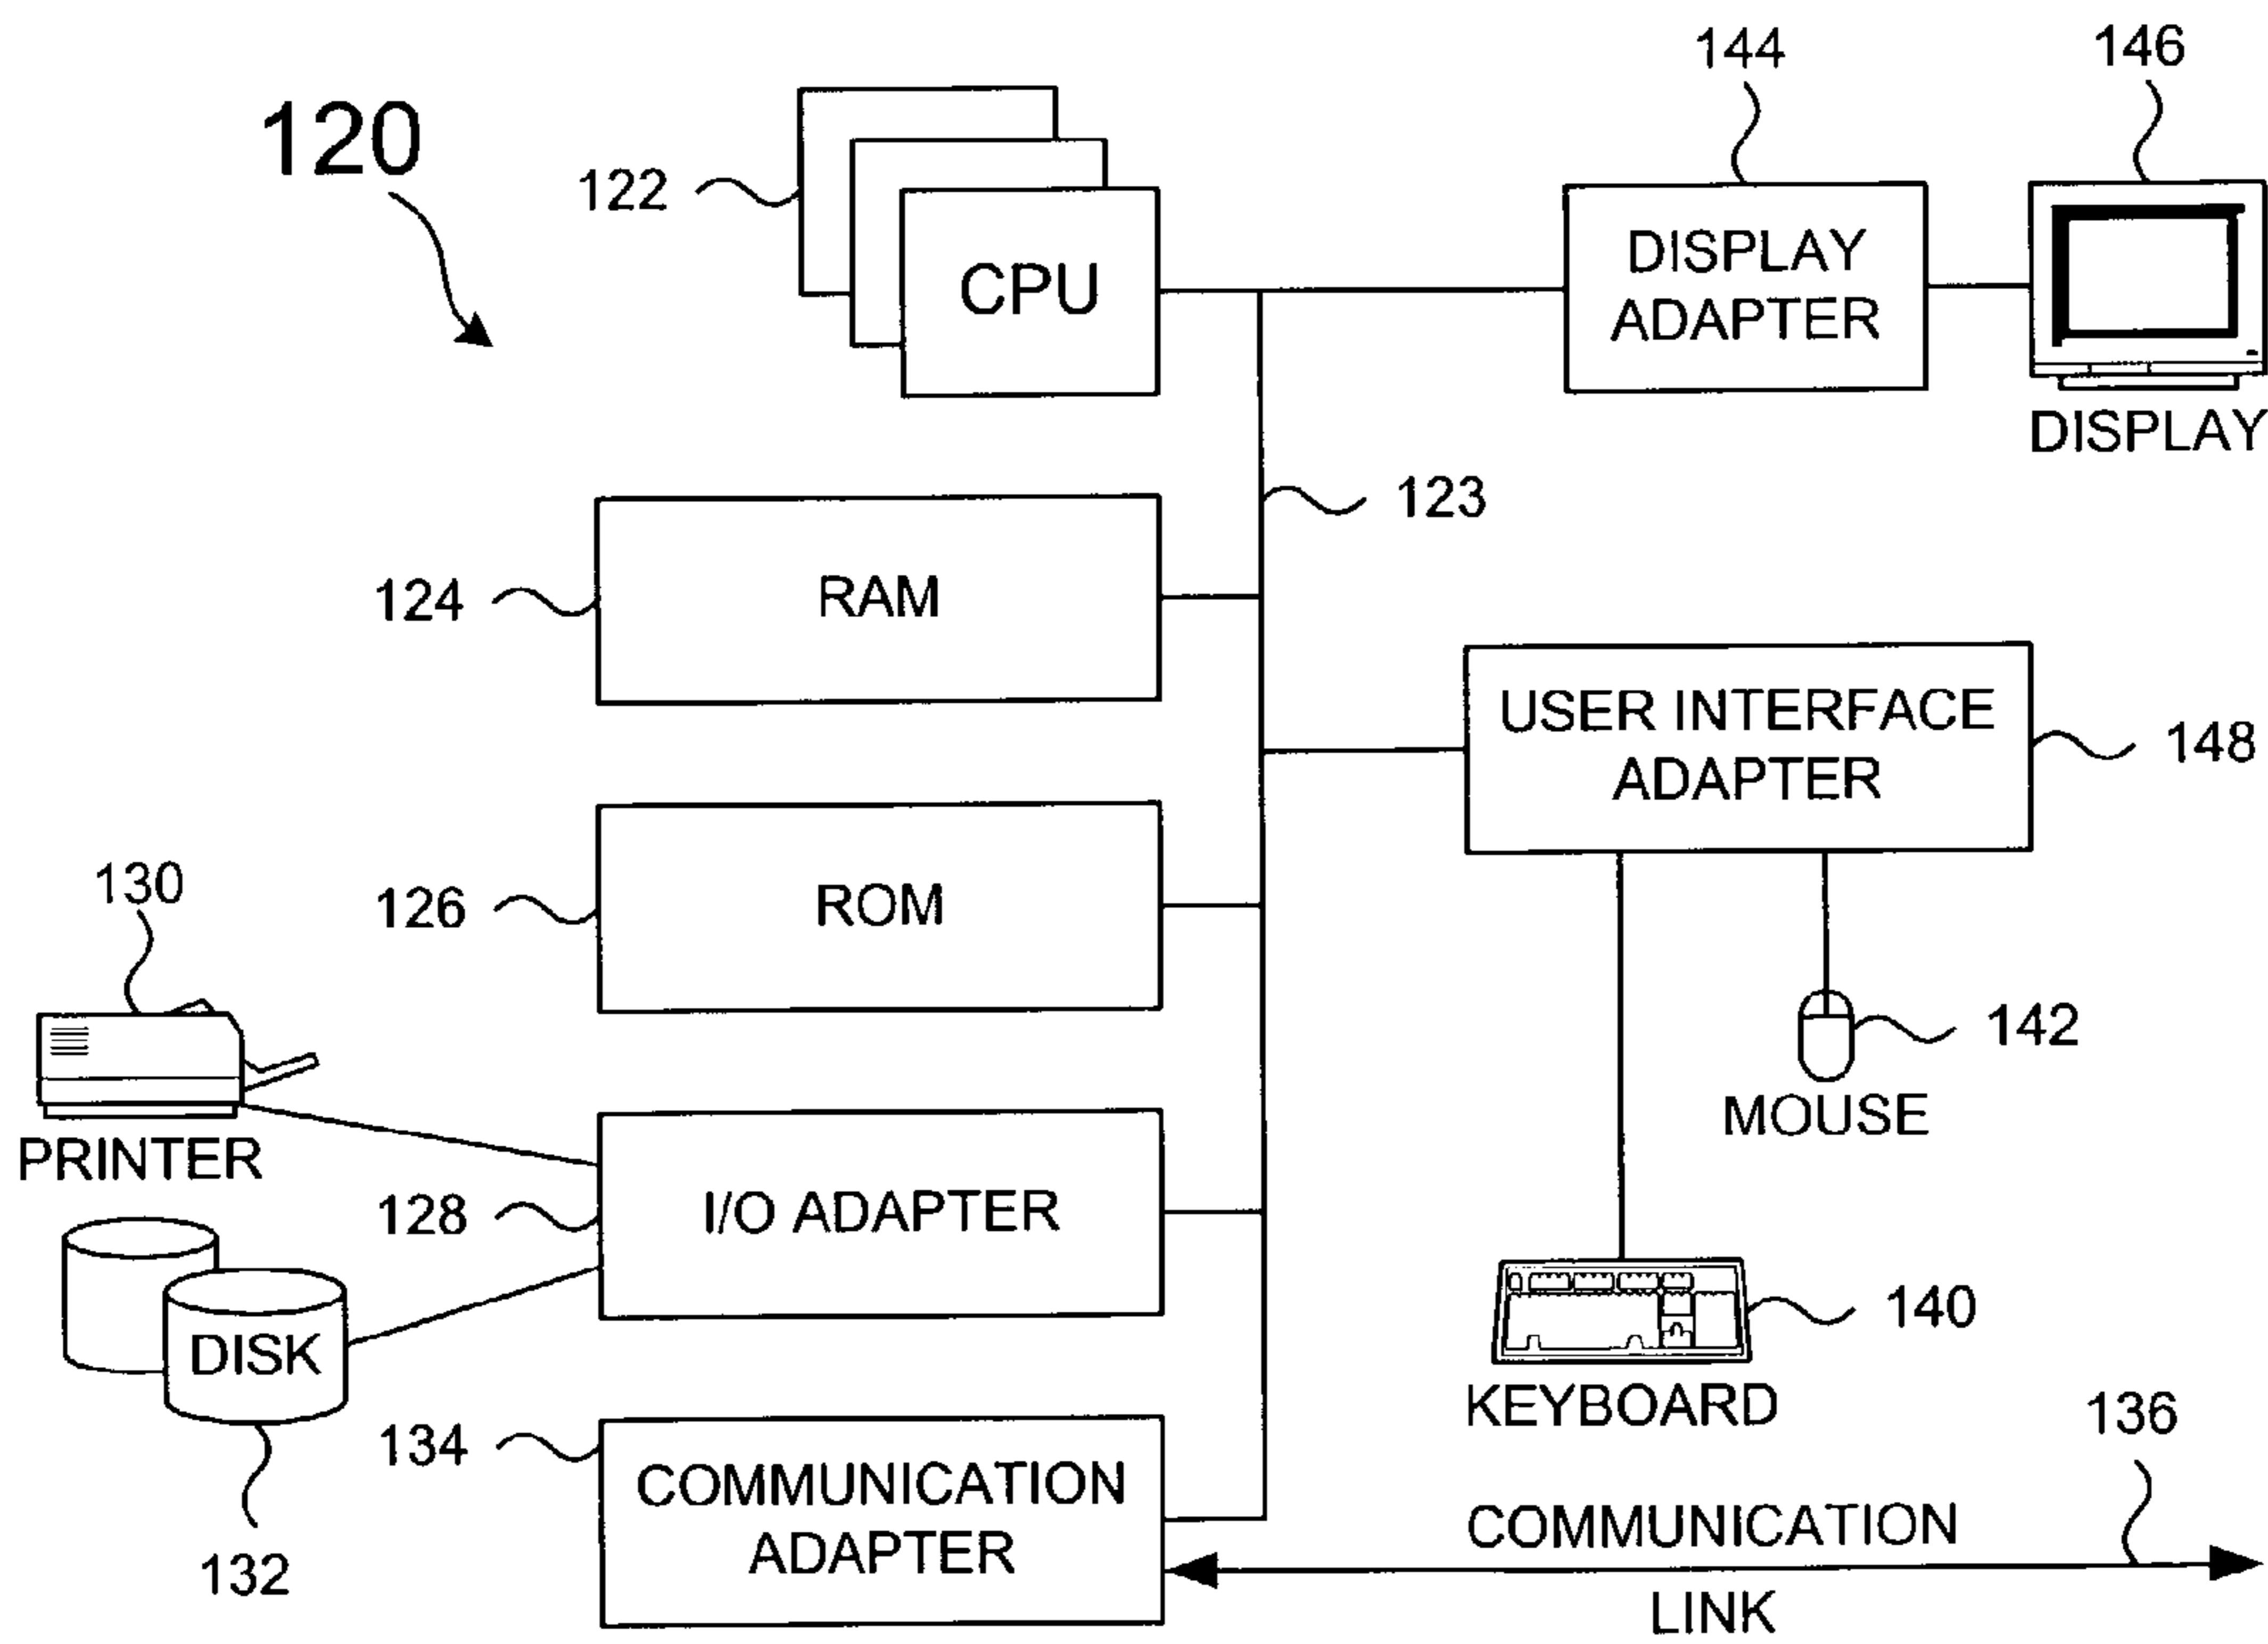 144
146
120
122
CPU
DISPLAY
ADAPTER
DISPLAY
123
124
RAM
USER INTERFACE
ADAPTER
148
130
126
ROM
142
MOUSE
PRINTER
128
I/O ADAPTER
140
DISK
KEYBOARD
136
134
COMMUNICATION
ADAPTER
COMMUNICATION
LINK
132